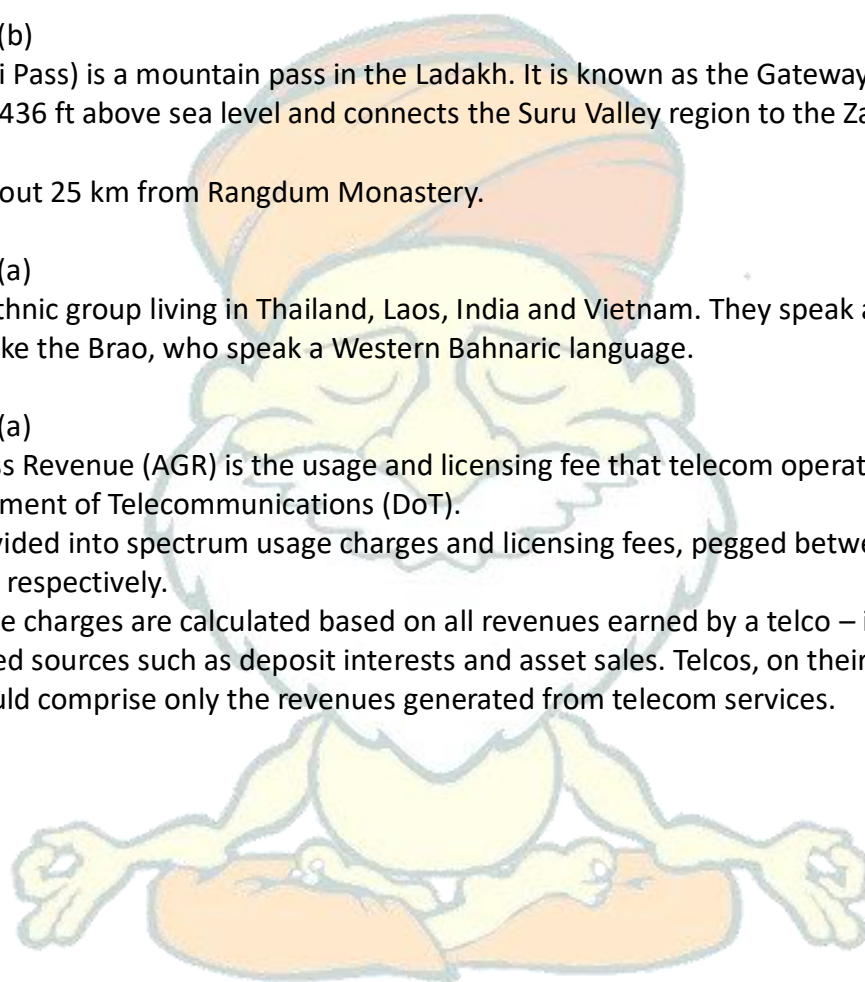 (b)
i Pass) is a mountain pass in the Ladakh. It is known as the Gateway
436 ft above sea level and connects the Suru Valley region to the Za
out 25 km from Rangdum Monastery.
(a)
thnic group living in Thailand, Laos, India and Vietnam. They speak a
ke the Brao, who speak a Western Bahnaric language.
(a)
s Revenue (AGR) is the usage and licensing fee that telecom operat
ment of Telecommunications (DoT).
vided into spectrum usage charges and licensing fees, pegged betwe
respectively.
e charges are calculated based on all revenues earned by a telco – i
ed sources such as deposit interests and asset sales. Telcos, on their
uld comprise only the revenues generated from telecom services.